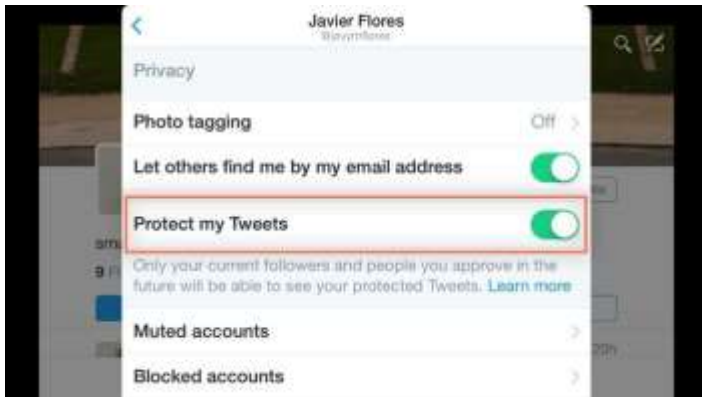 Javier Flores
Privacy
Photo tagging
Off
Let others find me by my email address
Protect my Tweets
Only your current followers and people you approve in the
future will be able to see your protected Tweets. Learn more
9
Muted accounts
Blocked accounts